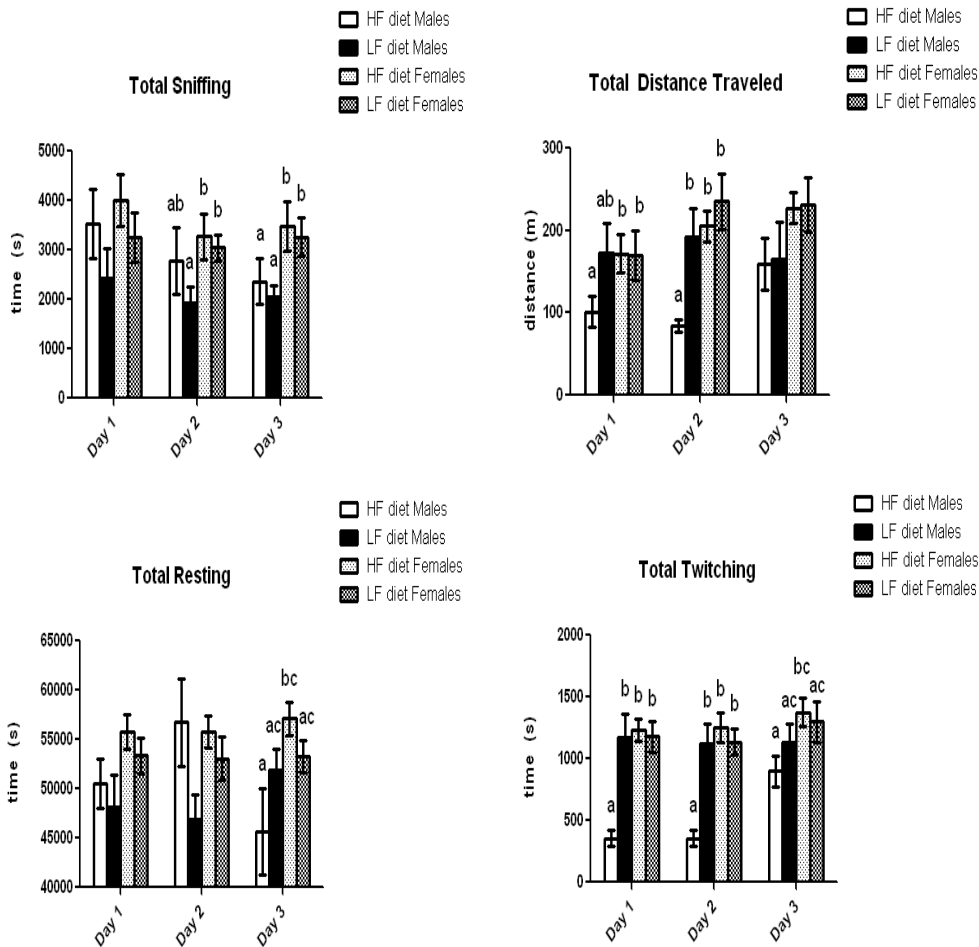 HF diet Males
LF diet Males
HF diet Females
LF diet Females
Total Sniffing
5000
4000
3000
2000
1000
0
time (s)
ab
a
b
b
a
a
b
b
Day 1
Day 2
Day 3
HF diet Males
LF diet Males
HF diet Females
LF diet Females
Total Distance Traveled
300
200
100
0
distance (m)
a
ab
b
b
a
b
b
b
Day 1
Day 2
Day 3
HF diet Males
LF diet Males
HF diet Females
LF diet Females
Total Resting
65000
60000
55000
50000
45000
40000
time (s)
a
ac
bc
ac
Day 1
Day 2
Day 3
HF diet Males
LF diet Males
HF diet Females
LF diet Females
Total Twitching
2000
1500
1000
500
0
time (s)
a
b
b
b
a
b
b
b
a
ac
bc
ac
Day 1
Day 2
Day 3